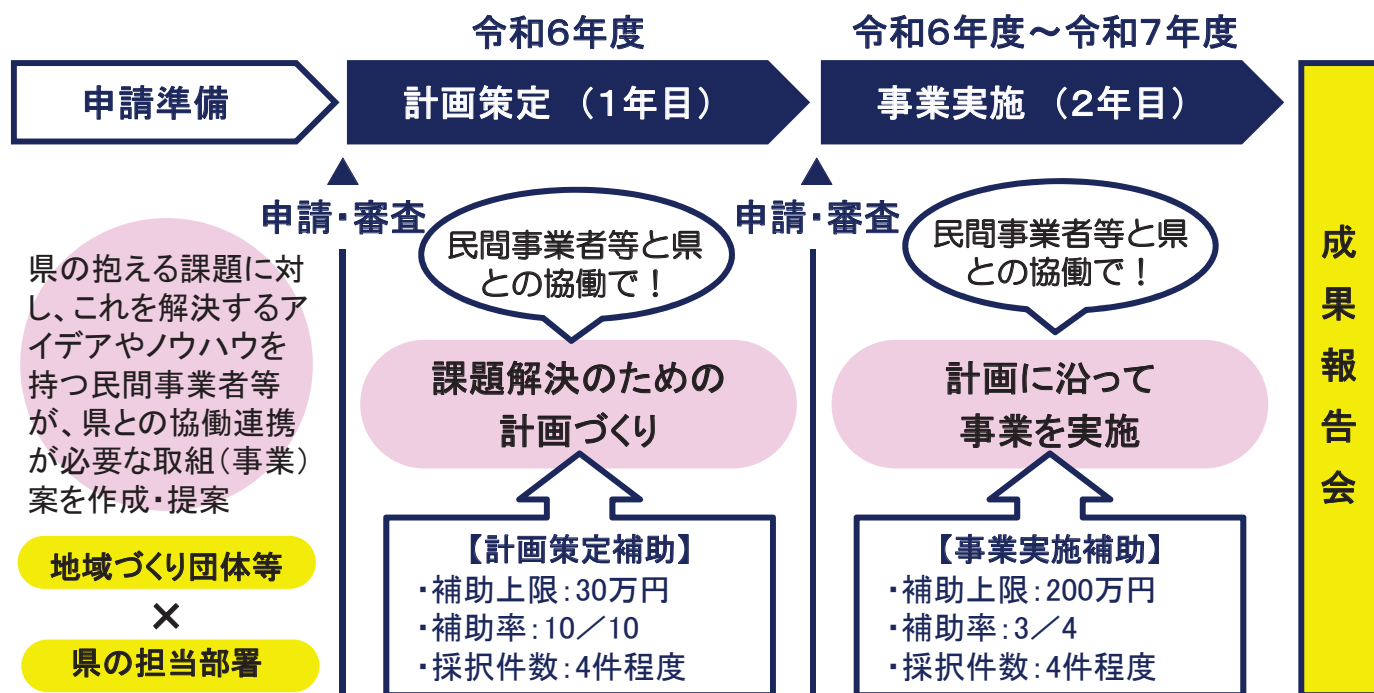 令和6年度
令和6年度～令和7年度
申請準備
計画策定 （1年目）
事業実施 （2年目）
申請・審査
申請・審査
県の抱える課題に対
し、これを解決するア
イデアやノウハウを
持つ民間事業者等
が、県との協働連携
が必要な取組（事業）
案を作成・提案
地域づくり団体等
×
県の担当部署
民間事業者等と県
との協働で！
課題解決のための
計画づくり
【計画策定補助】
・補助上限：30万円
・補助率：10／10
・採択件数：4件程度
民間事業者等と県
との協働で！
計画に沿って
事業を実施
【事業実施補助】
・補助上限：200万円
・補助率：3／4
・採択件数：4件程度
成果報告会